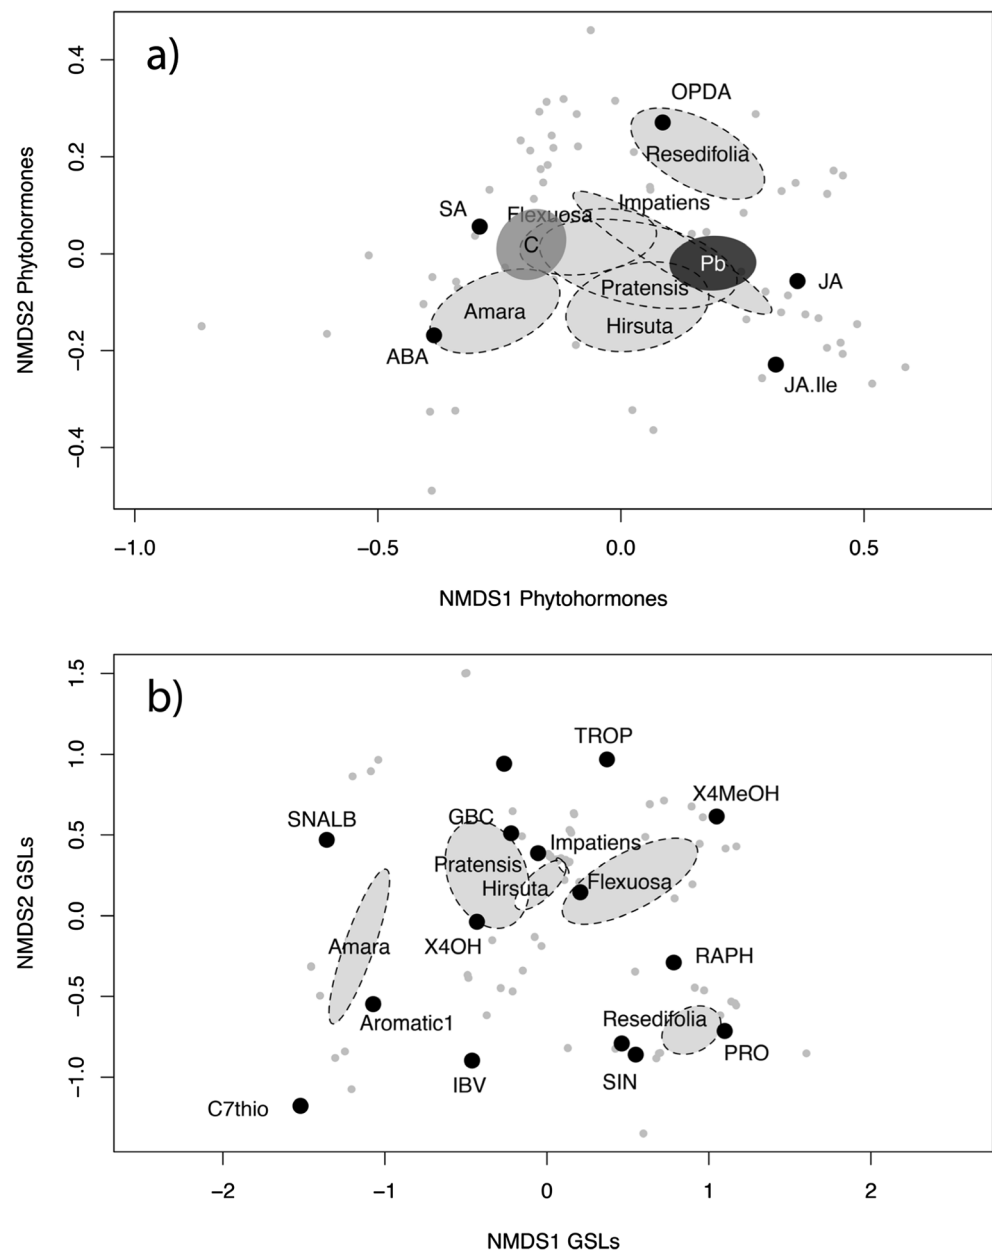 a)
0.4
0.2
0.0
−0.2
−0.4
NMDS2 Phytohormones
OPDA
Resedifolia
Impatiens
SA
Flexuosa
C
Pb
JA
Pratensis
Amara
Hirsuta
ABA
JA.Ile
−1.0
−0.5
0.0
0.5
NMDS1 Phytohormones
b)
1.5
1.0
0.5
0.0
−0.5
−1.0
NMDS2 GSLs
TROP
X4MeOH
SNALB
GBC
Impatiens
Pratensis
Hirsuta
Flexuosa
Amara
X4OH
RAPH
Aromatic1
Resedifolia
PRO
IBV
SIN
C7thio
−2
−1
0
1
2
NMDS1 GSLs